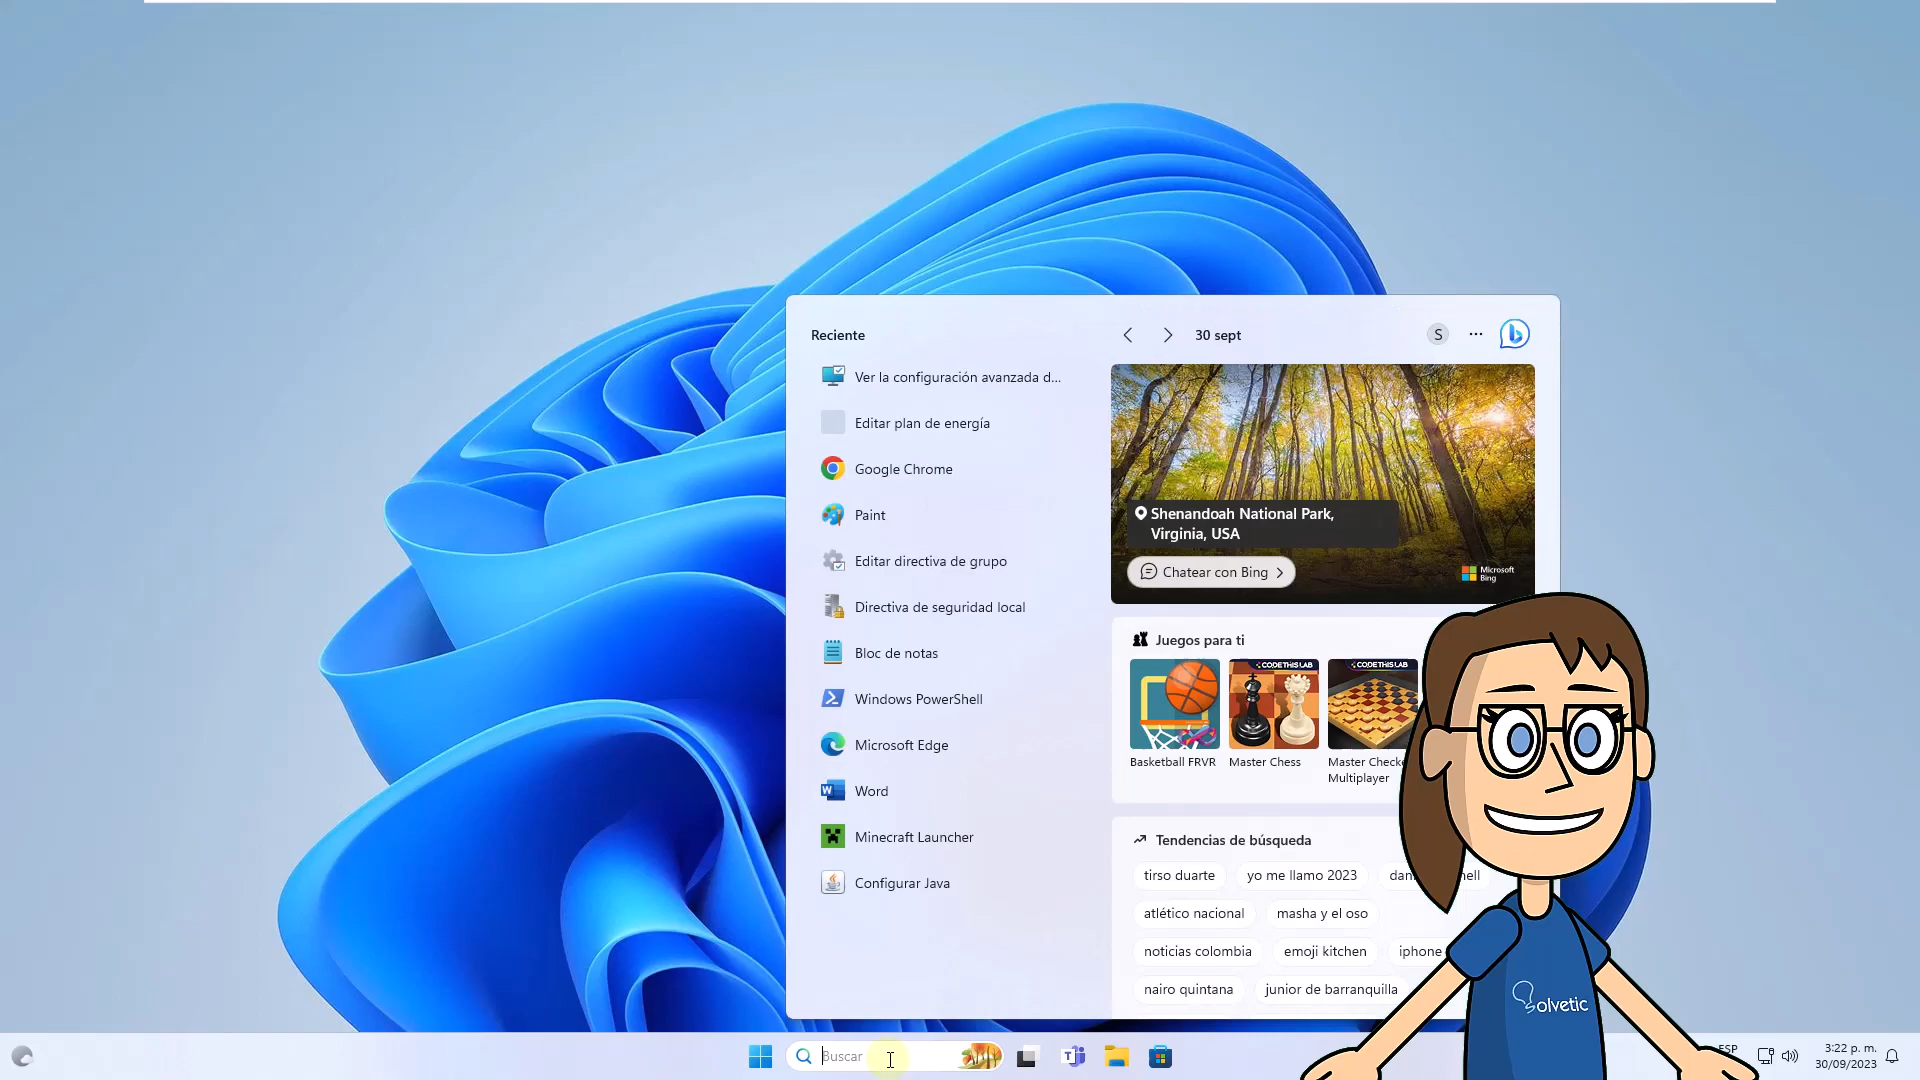 Reciente
Ver la configuración avanzada d...
Editar plan de energía
Google Chrome
Paint
Editar directiva de grupo
Directiva de seguridad local
Bloc de notas
Windows PowerShell
Microsoft Edge
Word
Minecraft Launcher
Configurar Java
30 sept
S
Shenandoah National Park,
Virginia, USA
Chatear con Bing
Microsoft
Bing
Juegos para ti
CODETHISLAB
CODETHISLAB
Basketball FRVR
Master Chess
Master Checke
Multiplayer
Tendencias de búsqueda
tirso duarte
yo me llamo 2023
atlético nacional
masha y el oso
noticias colombia
emoji kitchen
iphone
nairo quintana
junior de barranquilla
Solvetic
Buscar
ESP
3:22 p. m.
30/09/2023